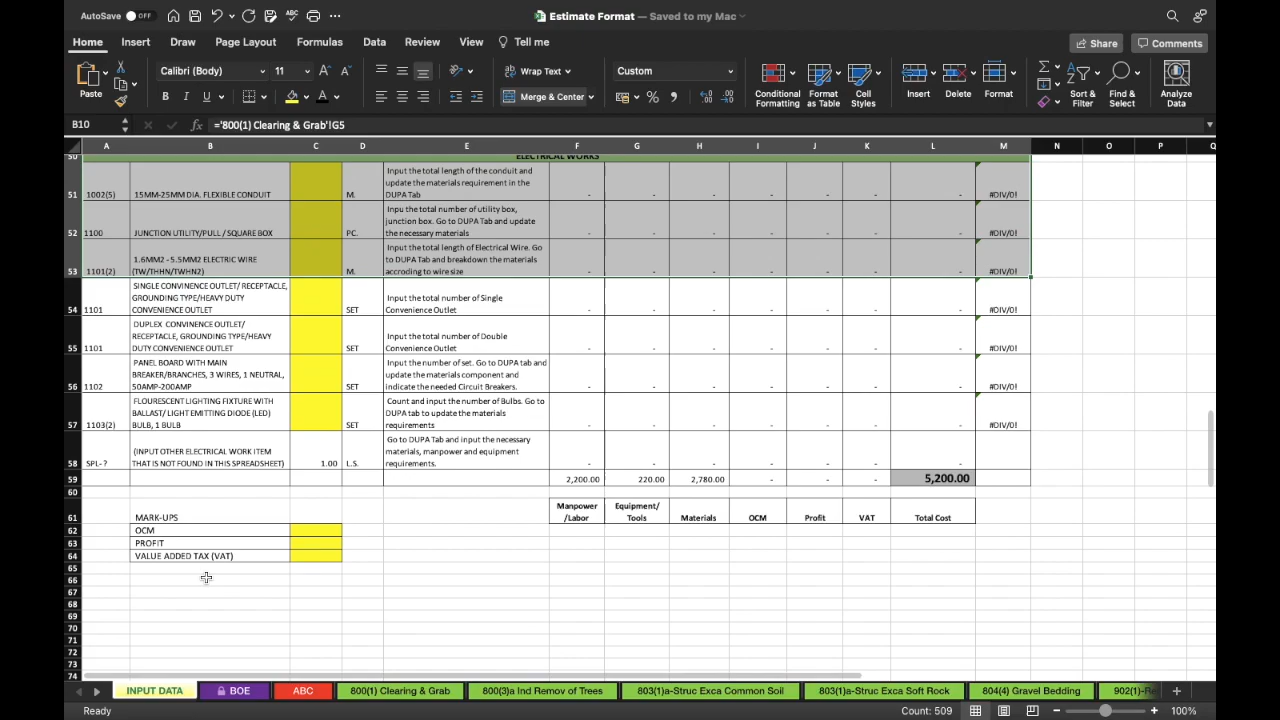 AutoSave OFF
Estimate Format — Saved to my Mac
Home Insert Draw Page Layout Formulas Data Review View Tell me Share Comments
Paste Calibri (Body) 11 Wrap Text Merge & Center Custom Conditional Formatting Format as Table Cell Styles Insert Delete Format Sort & Filter Find & Select Analyze Data
B10 fx ='800(1) Clearing & Grab'!G5
A B C D E F G H I J K L M N O P Q
50 ELECTRICAL WORKS
51 1002(5) 15MM-25MM DIA. FLEXIBLE CONDUIT M. Input the total length of the conduit and update the materials requirement in the DUPA Tab - - - - - - - #DIV/0!
52 1100 JUNCTION UTILITY/PULL / SQUARE BOX PC. Inpu the total number of utility box, junction box. Go to DUPA Tab and update the necessary materials - - - - - - - #DIV/0!
53 1101(2) 1.6MM2 - 5.5MM2 ELECTRIC WIRE (TW/THHN/TWHN2) M. Input the total length of Electrical Wire. Go to DUPA Tab and breakdown the materials accroding to wire size - - - - - - - #DIV/0!
54 1101 SINGLE CONVINENCE OUTLET/ RECEPTACLE, GROUNDING TYPE/HEAVY DUTY CONVENIENCE OUTLET SET Input the total number of Single Convenience Outlet - - - - - - - #DIV/0!
55 1101 DUPLEX CONVINENCE OUTLET/ RECEPTACLE, GROUNDING TYPE/HEAVY DUTY CONVENIENCE OUTLET SET Input the total number of Double Convenience Outlet - - - - - - - #DIV/0!
56 1102 PANEL BOARD WITH MAIN BREAKER/BRANCHES, 3 WIRES, 1 NEUTRAL, 50AMP-200AMP SET Input the number of set. Go to DUPA tab and update the materials component and indicate the needed Circuit Breakers. - - - - - - - #DIV/0!
57 1103(2) FLOURESCENT LIGHTING FIXTURE WITH BALLAST/ LIGHT EMITTING DIODE (LED) BULB, 1 BULB SET Count and input the number of Bulbs. Go to DUPA tab to update the materials requirements - - - - - - - #DIV/0!
58 SPL-? (INPUT OTHER ELECTRICAL WORK ITEM THAT IS NOT FOUND IN THIS SPREADSHEET) 1.00 L.S. Go to DUPA Tab and input the necessary materials, manpower and equipment requirements. - - - - - - -
59 2,200.00 220.00 2,780.00 - - - 5,200.00
60
61 MARK-UPS Manpower /Labor Equipment/ Tools Materials OCM Profit VAT Total Cost
62 OCM
63 PROFIT
64 VALUE ADDED TAX (VAT)
65
66
67
68
69
70
71
72
73
74
INPUT DATA BOE ABC 800(1) Clearing & Grab 800(3)a Ind Remov of Trees 803(1)a-Struc Exca Common Soil 803(1)a-Struc Exca Soft Rock 804(4) Gravel Bedding
Ready Count: 509 100%